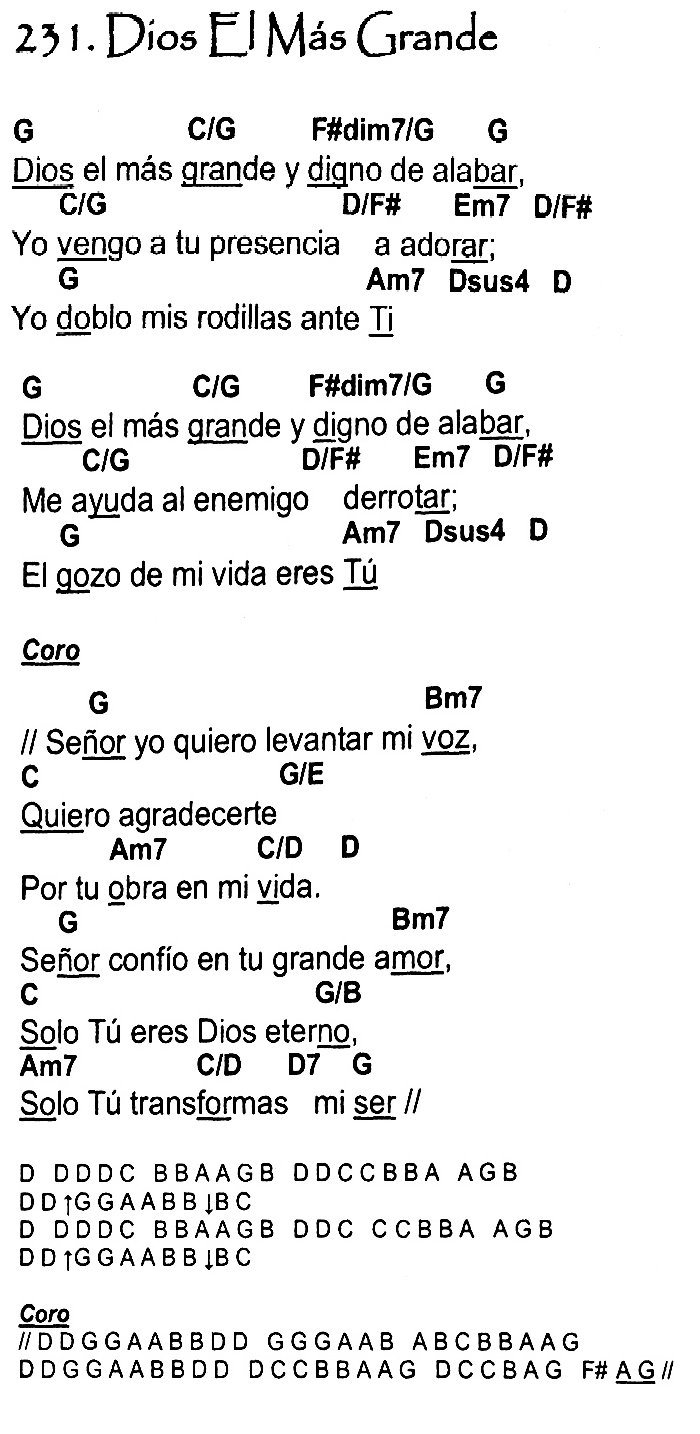 231. Dios El Más Grande
G C/G F#dim7/G G
Dios el más grande y digno de alabar,
C/G D/F# Em7 D/F#
Yo vengo a tu presencia a adorar;
G Am7 Dsus4 D
Yo doblo mis rodillas ante Ti
G C/G F#dim7/G G
Dios el más grande y digno de alabar,
C/G D/F# Em7 D/F#
Me ayuda al enemigo derrotar;
G Am7 Dsus4 D
El gozo de mi vida eres Tú
Coro
G Bm7
// Señor yo quiero levantar mi voz,
C G/E
Quiero agradecerte
Am7 C/D D
Por tu obra en mi vida.
G Bm7
Señor confío en tu grande amor,
C G/B
Solo Tú eres Dios eterno,
Am7 C/D D7 G
Solo Tú transformas mi ser //
D DDDC BBAAGB DDCCBBA AGB
DD↑GGAABB↓BC
D DDDC BBAAGB DDC CCBBA AGB
DD↑GGAABB↓BC
Coro
//DDGGAABBDD GGGAAB ABCBBAAG
DDGGAABBDD DCCBBAAG DCCBAG F# AG//